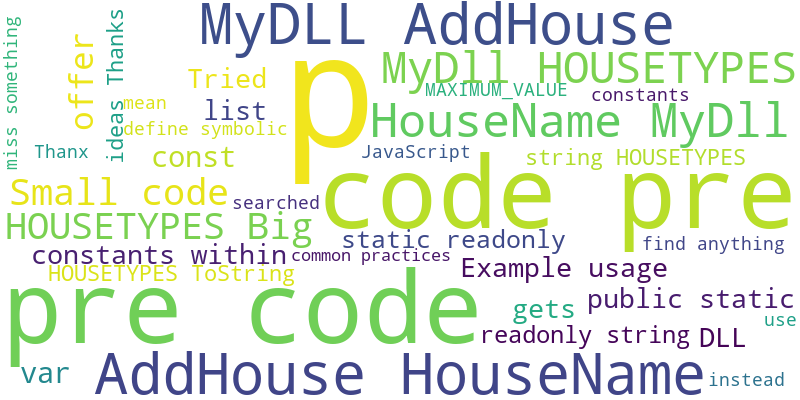 MyDLL AddHouse
miss something
offer
ideas Thanks
p
MyDll HOUSETYPES
Tried
MAXIMUM_VALUE
constants
mean
list
HouseName MyDll
define symbolic
Thanx
const
JavaScript
string HOUSETYPES
Small code
code pre
searched
HOUSETYPES Big
static readonly
find anything
constants within
common practices
HOUSETYPES ToString
Example usage
pre code
gets
public static
use
readonly string
DLL
var
AddHouse HouseName
instead